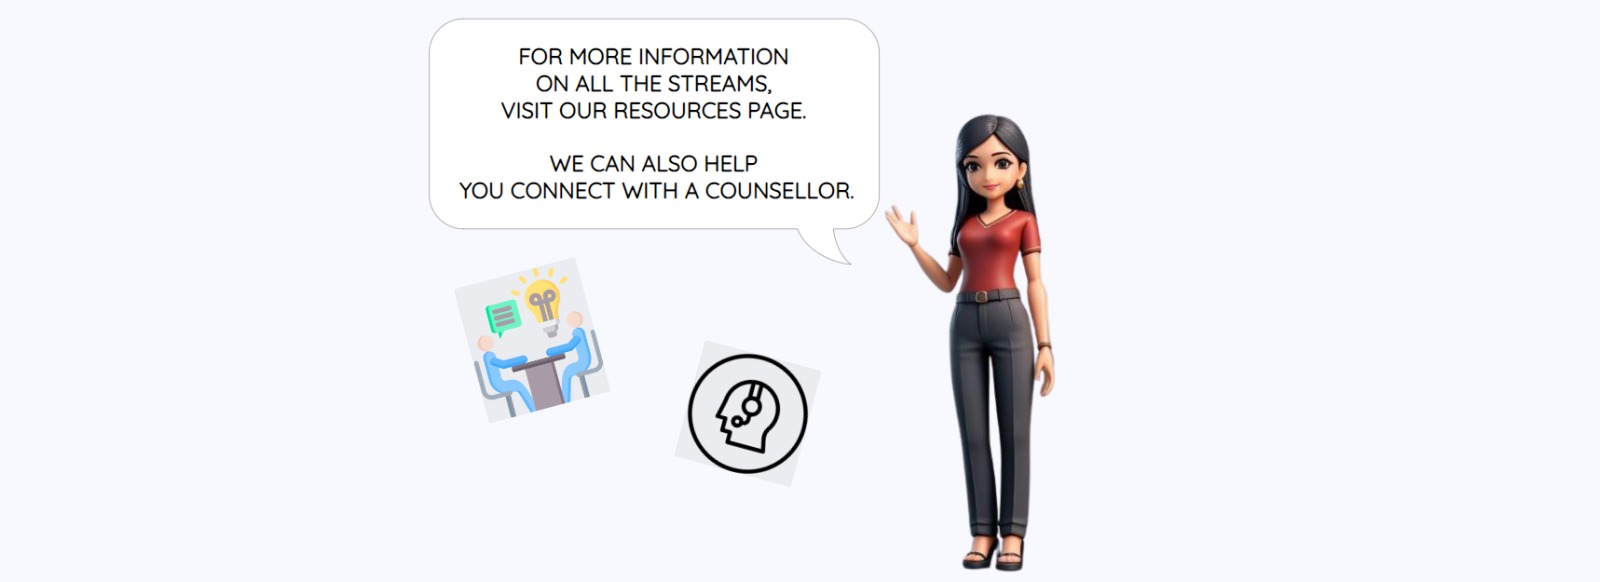 FOR MORE INFORMATION
ON ALL THE STREAMS,
VISIT OUR RESOURCES PAGE.
WE CAN ALSO HELP
YOU CONNECT WITH A COUNSELLOR.